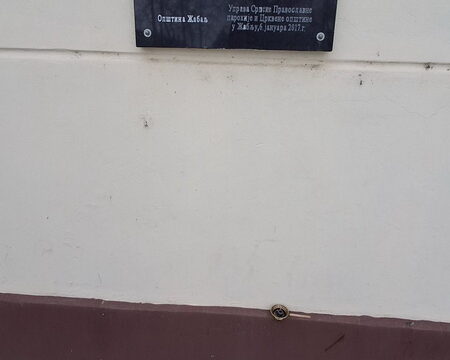 Управа Српске Православне
Општина Жабаљ
парохије и Црквене општине
у Жабљу, 6 јануара 2017. г.